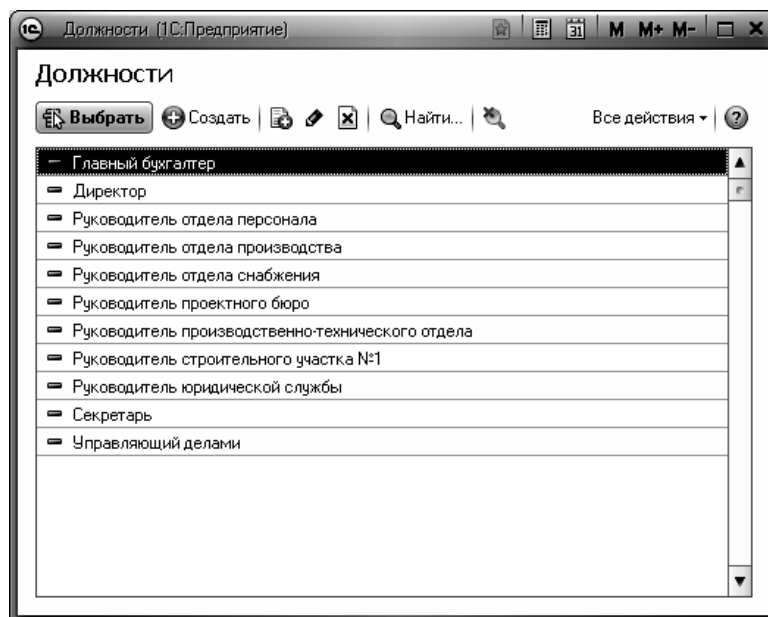 1С Должности (1С:Предприятие) 31 M M+ M-
Должности
Выбрать Создать Найти... Все действия ?
Главный бухгалтер
Директор
Руководитель отдела персонала
Руководитель отдела производства
Руководитель отдела снабжения
Руководитель проектного бюро
Руководитель производственно-технического отдела
Руководитель строительного участка №1
Руководитель юридической службы
Секретарь
Управляющий делами